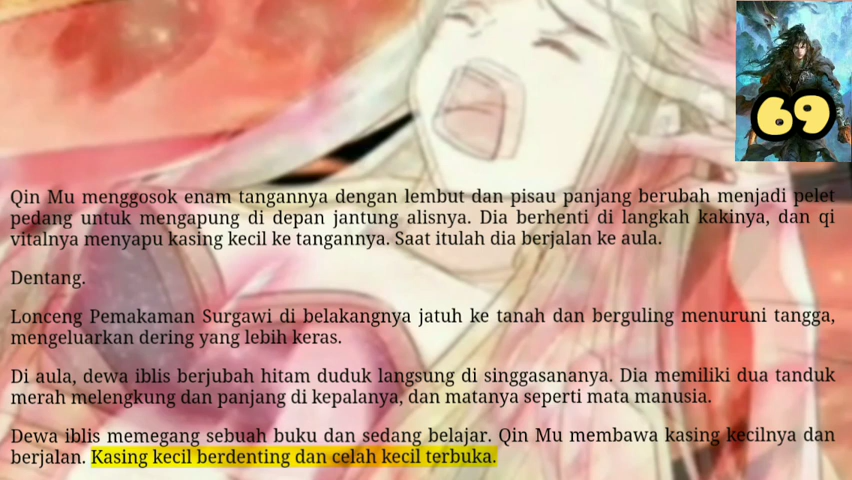 69
Qin Mu menggosok enam tangannya dengan lembut dan pisau panjang berubah menjadi pelet
pedang untuk mengapung di depan jantung alisnya. Dia berhenti di langkah kakinya, dan qi
vitalnya menyapu kasing kecil ke tangannya. Saat itulah dia berjalan ke aula.
Dentang.
Lonceng Pemakaman Surgawi di belakangnya jatuh ke tanah dan berguling menuruni tangga,
mengeluarkan dering yang lebih keras.
Di aula, dewa iblis berjubah hitam duduk langsung di singgasananya. Dia memiliki dua tanduk
merah melengkung dan panjang di kepalanya, dan matanya seperti mata manusia.
Dewa iblis memegang sebuah buku dan sedang belajar. Qin Mu membawa kasing kecilnya dan
berjalan. Kasing kecil berdenting dan celah kecil terbuka.